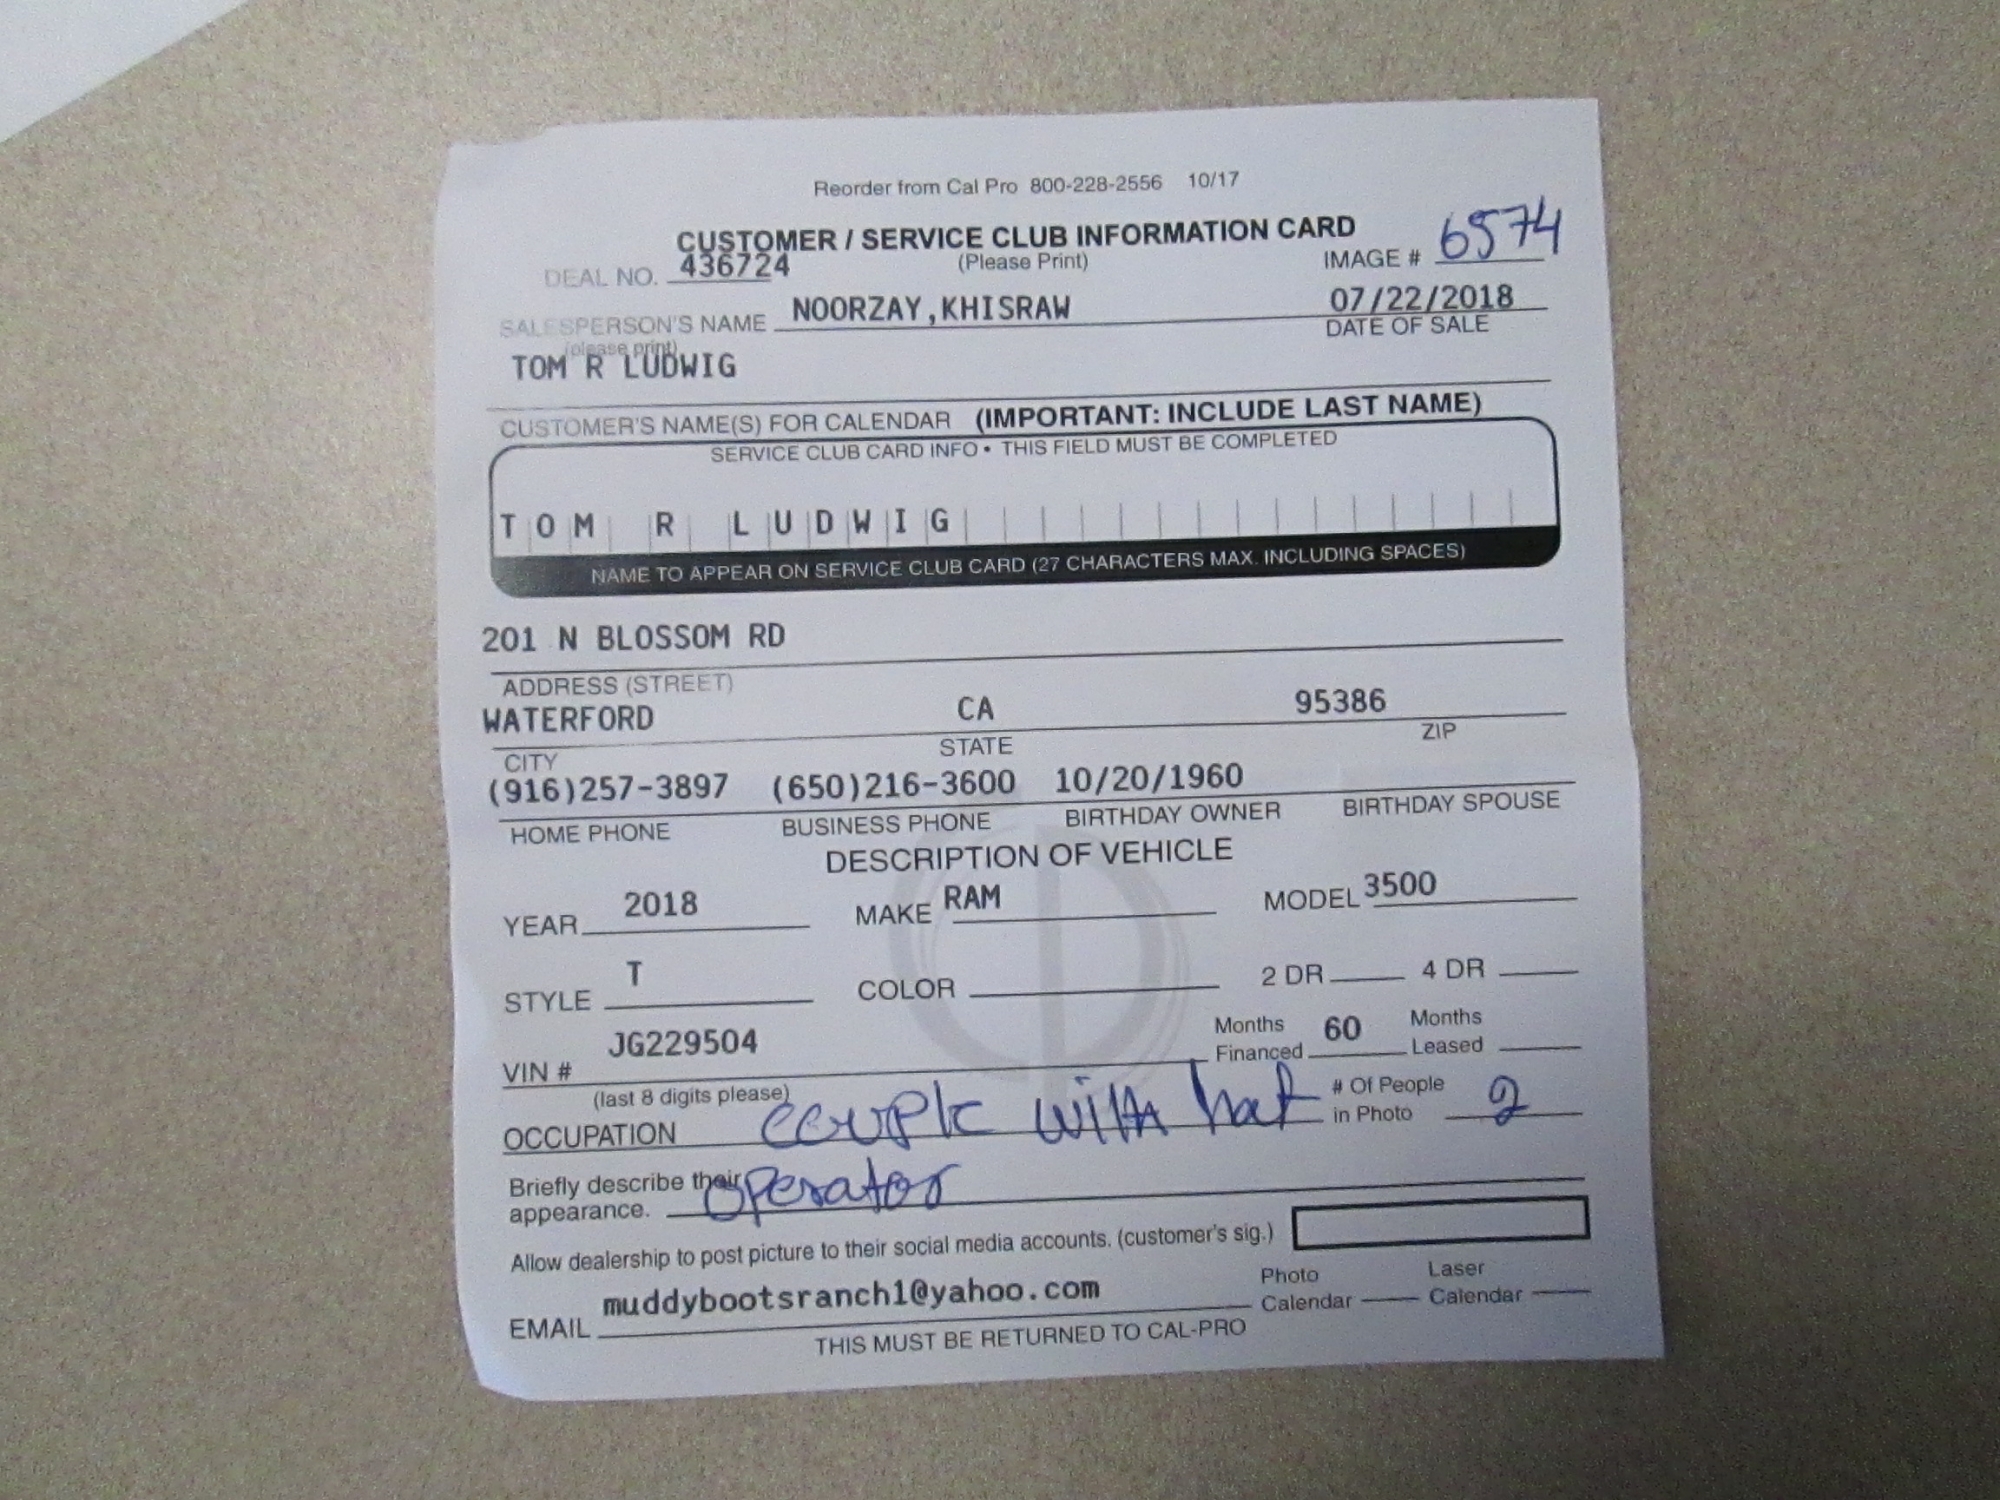 Reorder from Cal Pro 800-228-2556 10/17
CUSTOMER / SERVICE CLUB INFORMATION CARD
DEAL NO. 436724 (Please Print) IMAGE # 6574
SALESPERSON'S NAME NOORZAY,KHISRAW 07/22/2018
(please print) DATE OF SALE
TOM R LUDWIG
CUSTOMER'S NAME(S) FOR CALENDAR (IMPORTANT: INCLUDE LAST NAME)
SERVICE CLUB CARD INFO • THIS FIELD MUST BE COMPLETED
TOM R LUDWIG
NAME TO APPEAR ON SERVICE CLUB CARD (27 CHARACTERS MAX. INCLUDING SPACES)
201 N BLOSSOM RD
ADDRESS (STREET)
WATERFORD CA 95386
CITY STATE ZIP
(916)257-3897 (650)216-3600 10/20/1960
HOME PHONE BUSINESS PHONE BIRTHDAY OWNER BIRTHDAY SPOUSE
DESCRIPTION OF VEHICLE
YEAR 2018 MAKE RAM MODEL 3500
STYLE T COLOR 2 DR 4 DR
VIN # JG229504 Months Financed 60 Months Leased
(last 8 digits please)
OCCUPATION couple with hat # Of People in Photo 2
Briefly describe their appearance. operator
Allow dealership to post picture to their social media accounts. (customer's sig.)
EMAIL muddybootsranch1@yahoo.com Photo Calendar Laser Calendar
THIS MUST BE RETURNED TO CAL-PRO